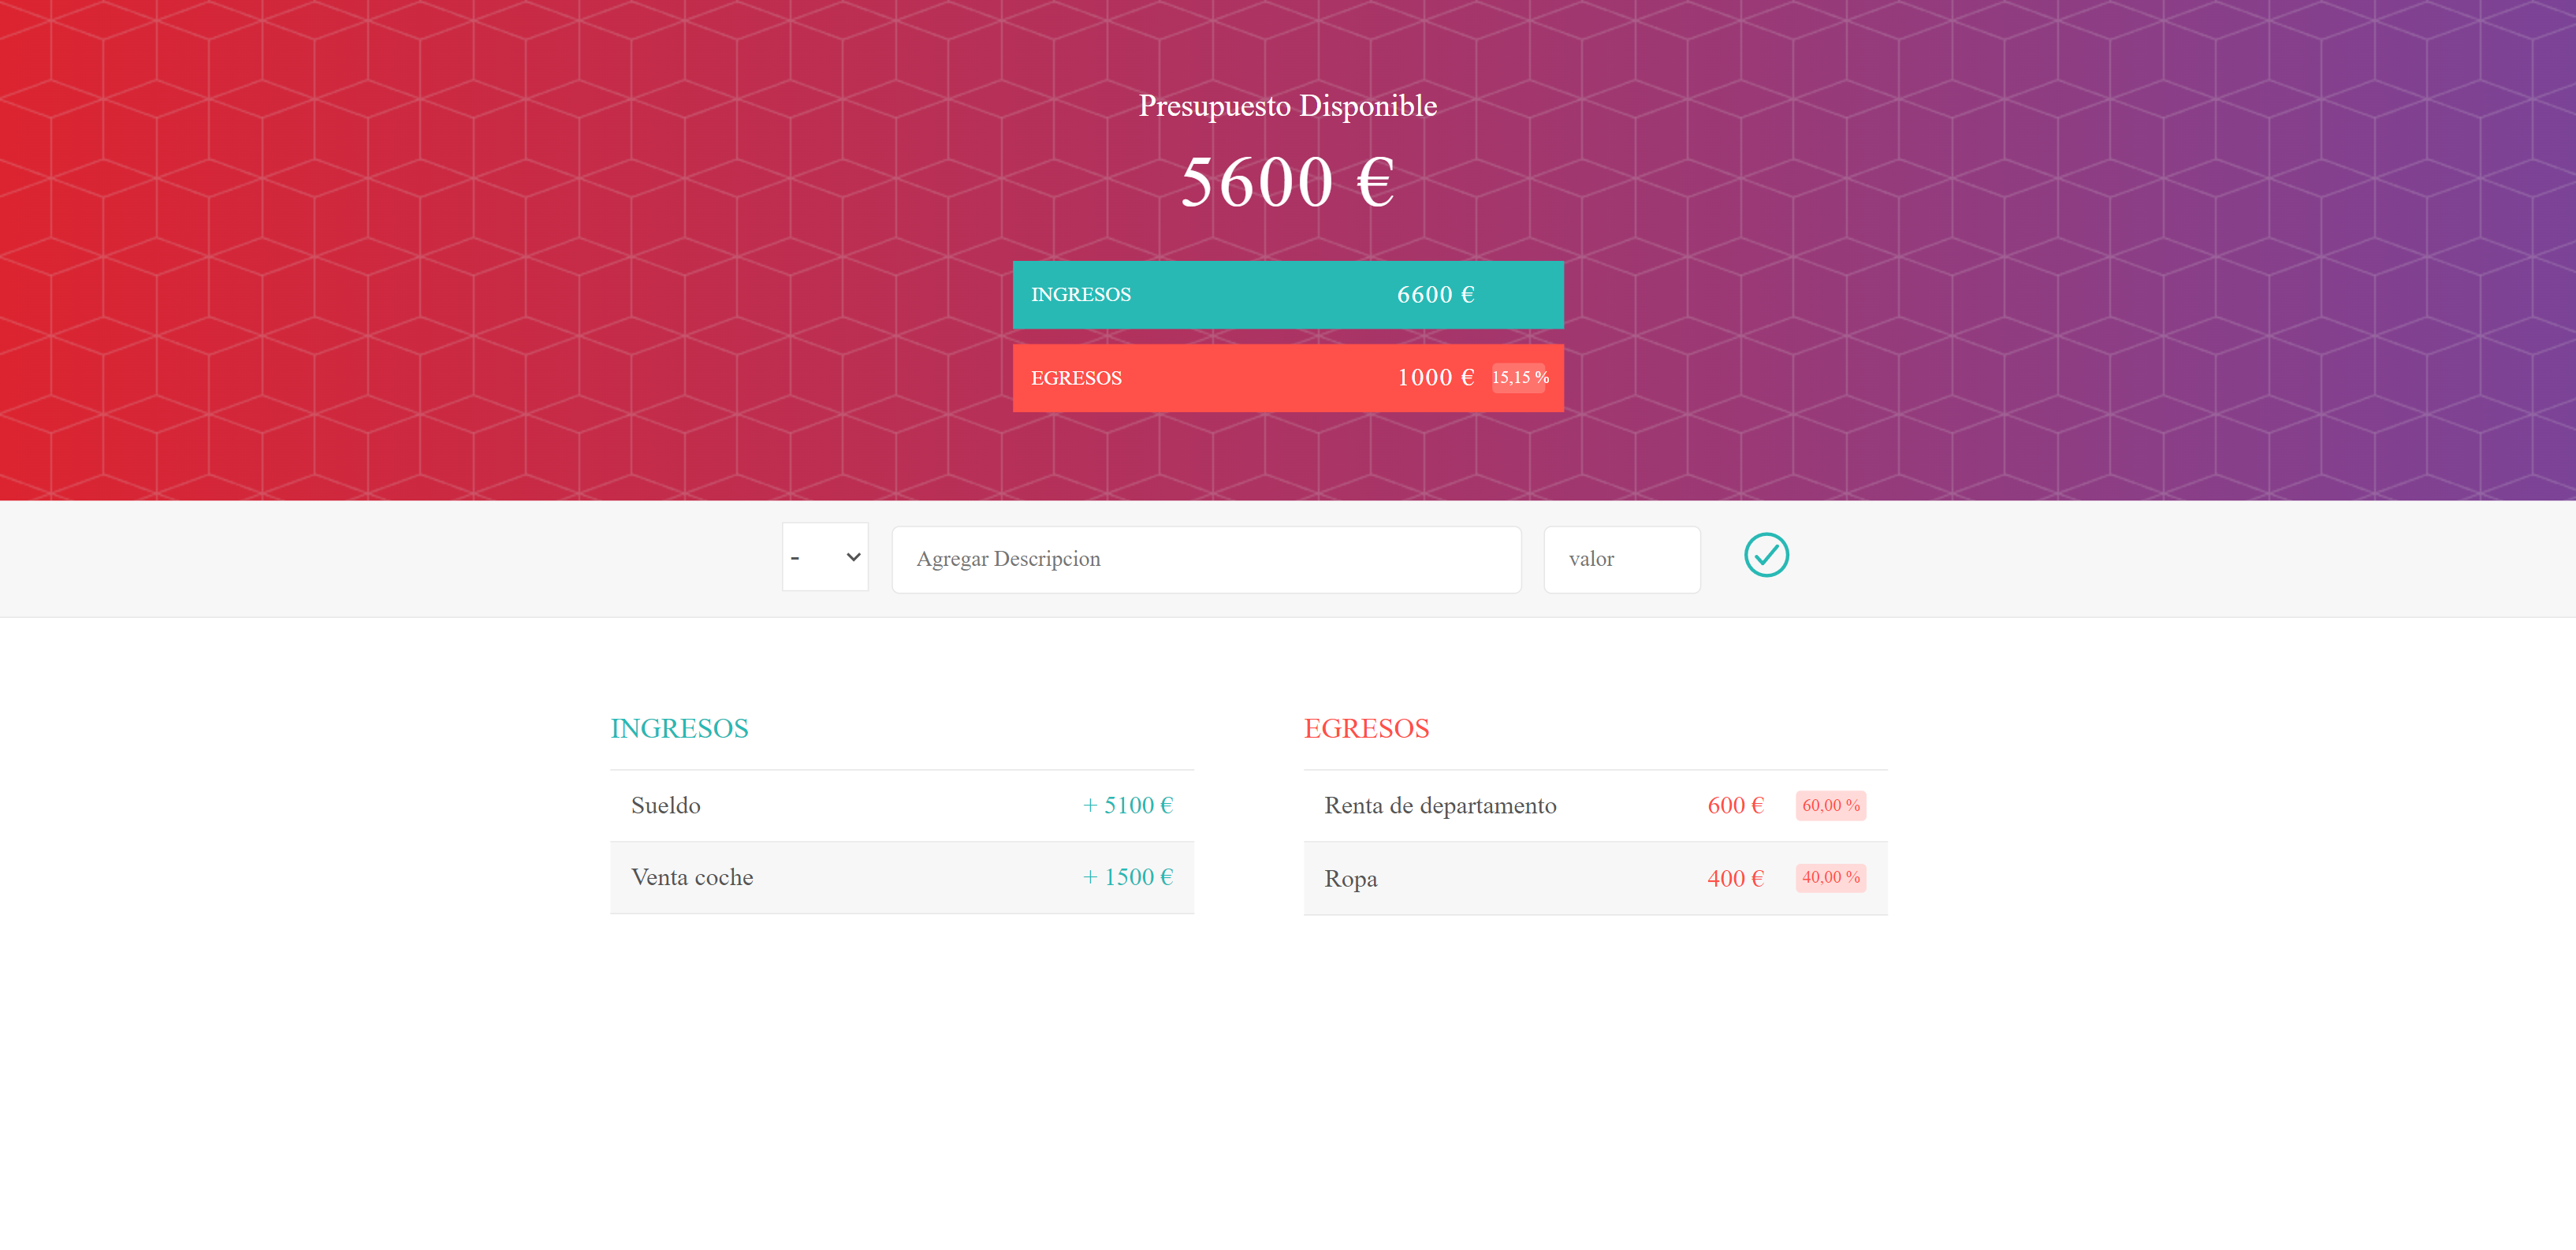 Presupuesto Disponible
5600 €
INGRESOS 6600 €
EGRESOS 1000 € 15,15 %
- Agregar Descripcion valor
INGRESOS
Sueldo + 5100 €
Venta coche + 1500 €
EGRESOS
Renta de departamento 600 € 60,00 %
Ropa 400 € 40,00 %